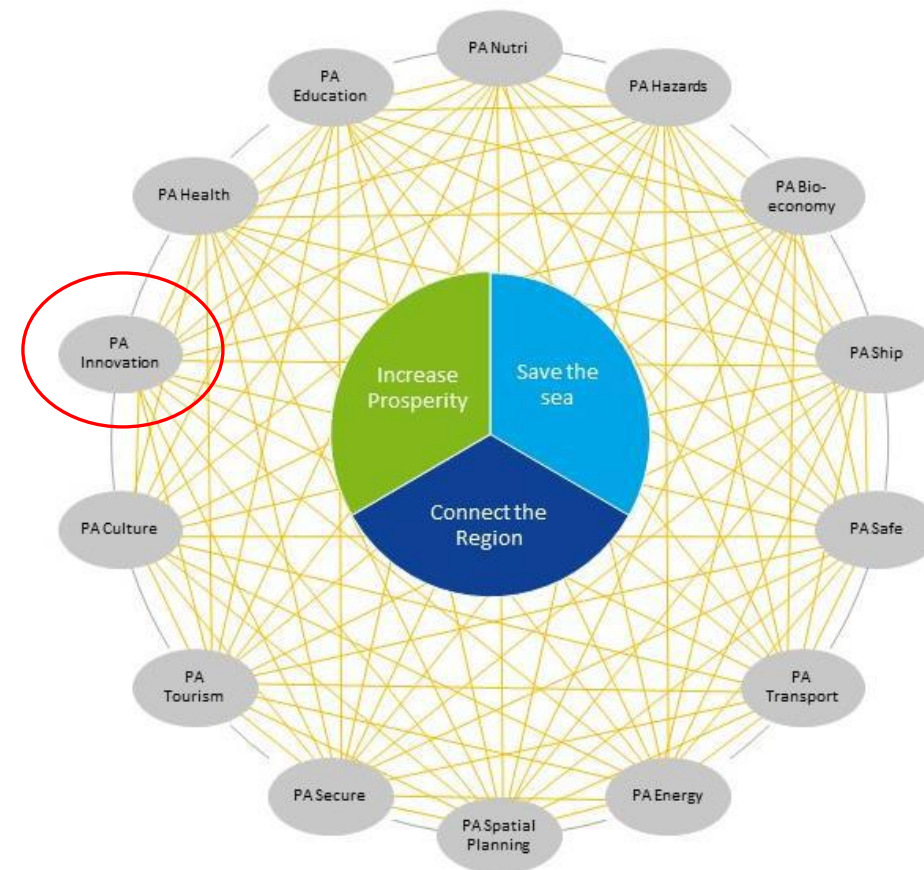 PA Nutri
PA
Education
PA Hazards
PA Health
PA Bio-
economy
PA
Innovation
PA Ship
Increase
Prosperity
Save the
sea
Connect the
Region
PA Culture
PA Safe
PA
Tourism
PA
Transport
PA Secure
PA Energy
PA Spatial
Planning